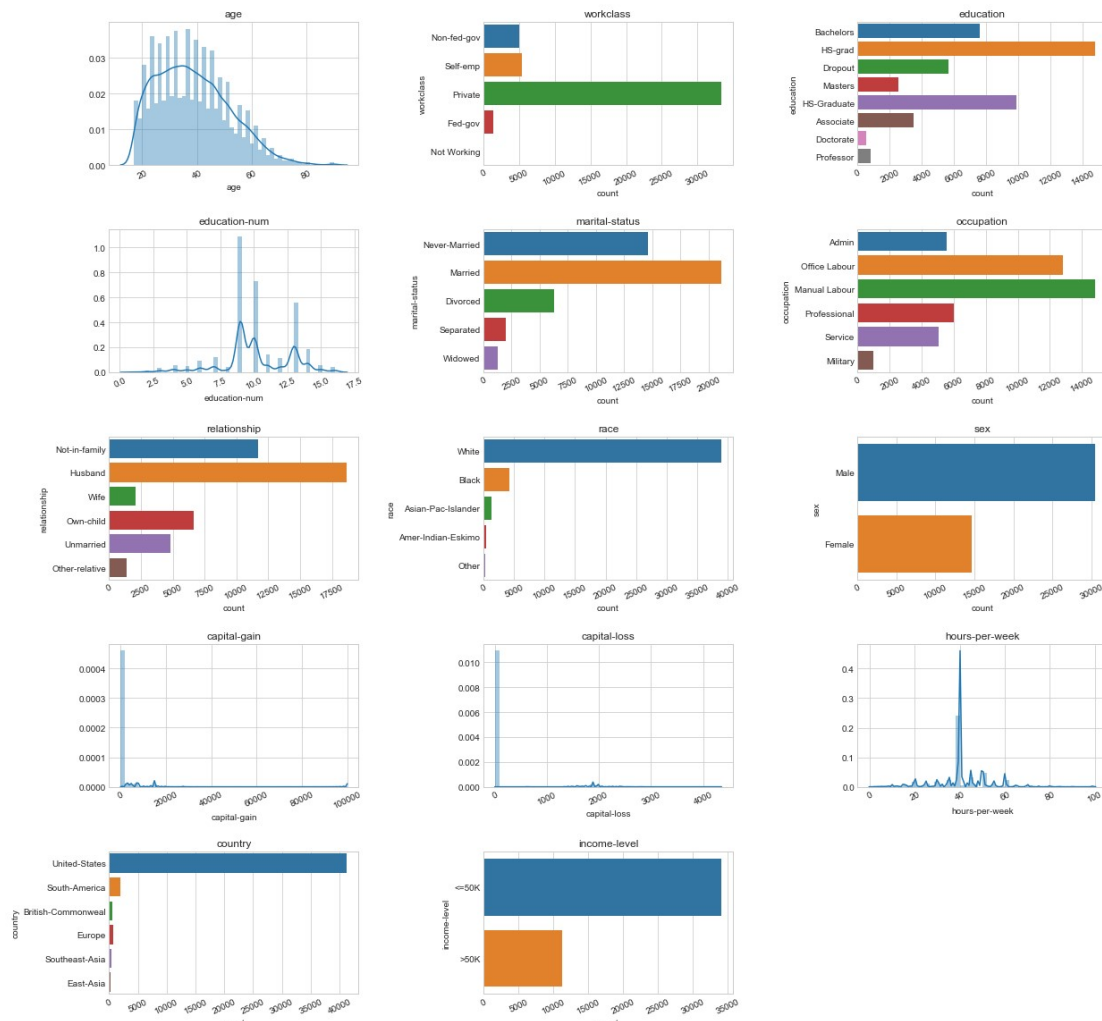 age
0.03
0.02
0.01
0.00
20
40
60
80
age
workclass
workclass
Non-fed-gov
Self-emp
Private
Fed-gov
Not Working
0
5000
10000
15000
20000
25000
30000
count
education
education
Bachelors
HS-grad
Dropout
Masters
HS-Graduate
Associate
Doctorate
Professor
0
2000
4000
6000
8000
10000
12000
14000
count
education-num
1.0
0.8
0.6
0.4
0.2
0.0
0.0
2.5
5.0
7.5
10.0
12.5
15.0
17.5
education-num
marital-status
marital-status
Never-Married
Married
Divorced
Separated
Widowed
0
2500
5000
7500
10000
12500
15000
17500
20000
count
occupation
occupation
Admin
Office Labour
Manual Labour
Professional
Service
Military
0
2000
4000
6000
8000
10000
12000
14000
count
relationship
relationship
Not-in-family
Husband
Wife
Own-child
Unmarried
Other-relative
0
2500
5000
7500
10000
12500
15000
17500
count
race
race
White
Black
Asian-Pac-Islander
Amer-Indian-Eskimo
Other
0
5000
10000
15000
20000
25000
30000
35000
40000
count
sex
sex
Male
Female
0
5000
10000
15000
20000
25000
30000
count
capital-gain
0.0004
0.0003
0.0002
0.0001
0.0000
0
20000
40000
60000
80000
100000
capital-gain
capital-loss
0.010
0.008
0.006
0.004
0.002
0.000
0
1000
2000
3000
4000
capital-loss
hours-per-week
0.4
0.3
0.2
0.1
0.0
0
20
40
60
80
100
hours-per-week
country
country
United-States
South-America
British-Commonweal
Europe
Southeast-Asia
East-Asia
0
5000
10000
15000
20000
25000
30000
35000
40000
income-level
income-level
<=50K
>50K
0
5000
10000
15000
20000
25000
30000
35000